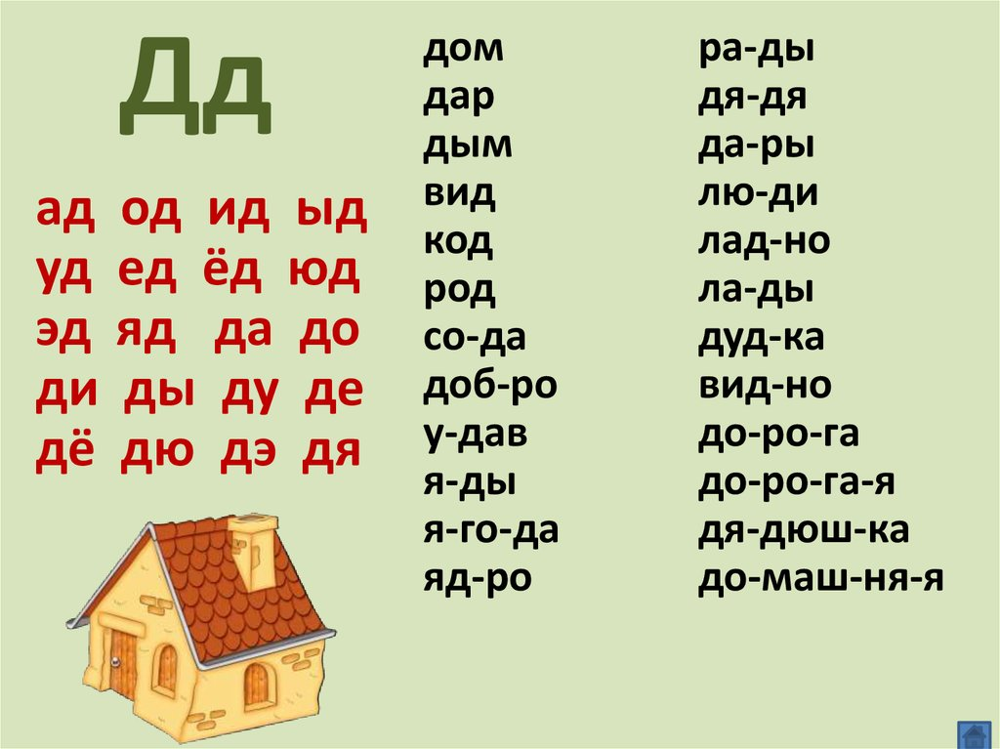 Дд
ад од ид ыд
уд ед ёд юд
эд яд да до
ди ды ду де
дё дю дэ дя
дом
дар
дым
вид
код
род
со-да
доб-ро
у-дав
я-ды
я-го-да
яд-ро
ра-ды
дя-дя
да-ры
лю-ди
лад-но
ла-ды
дуд-ка
вид-но
до-ро-га
до-ро-га-я
дя-дюш-ка
до-маш-ня-я